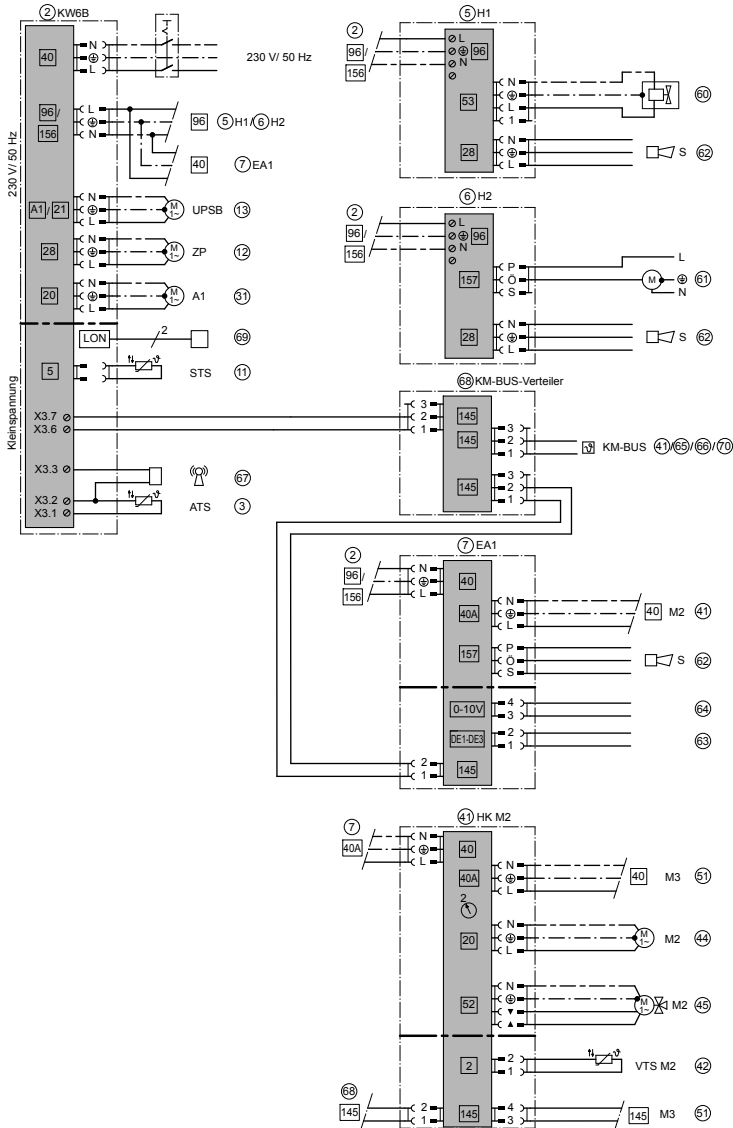 ② KW6B
230 V/ 50 Hz
40
N
⏚
L
230 V/ 50 Hz
96/
156
L
⏚
N
96 ⑤ H1/⑥ H2
40 ⑦ EA1
A1/ 21
N
⏚
L
M
1~
UPSB ⑬
28
N
⏚
L
M
1~
ZP ⑫
20
N
⏚
L
M
1~
A1 ㉛
LON
2
69
Kleinspannung
5
STS ⑪
X3.7
X3.6
X3.3
67
X3.2
X3.1
ATS ③
⑤ H1
②
96/
156
L
⏚
N
96
53
N
⏚
L
1
60
28
N
⏚
L
S 62
⑥ H2
②
96/
156
L
⏚
N
96
157
P
Ö
S
L
M
⏚
N
61
28
N
⏚
L
S 62
68 KM-BUS-Verteiler
3
2
1
145
145
3
2
1
KM-BUS 41/65/66/70
145
3
2
1
⑦ EA1
②
96/
156
N
⏚
L
40
40A
N
⏚
L
40 M2 41
157
P
Ö
S
S 62
0-10V
4
3
64
DE1-DE3
2
1
63
2
1
145
41 HK M2
⑦
40A
N
⏚
L
40
40A
N
⏚
L
40 M3 51
2
20
N
⏚
L
M
1~
M2 44
52
N
⏚
▼
▲
M
1~
M2 45
2
2
1
VTS M2 42
68
145
2
1
145
4
3
145 M3 51